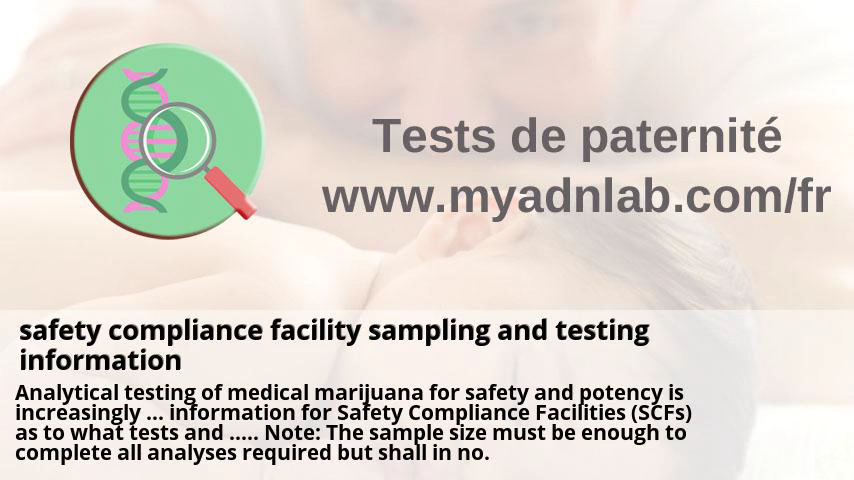 Tests de paternité
www.myadnlab.com/fr
safety compliance facility sampling and testing
information
Analytical testing of medical marijuana for safety and potency is
increasingly ... information for Safety Compliance Facilities (SCFs)
as to what tests and ..... Note: The sample size must be enough to
complete all analyses required but shall in no.